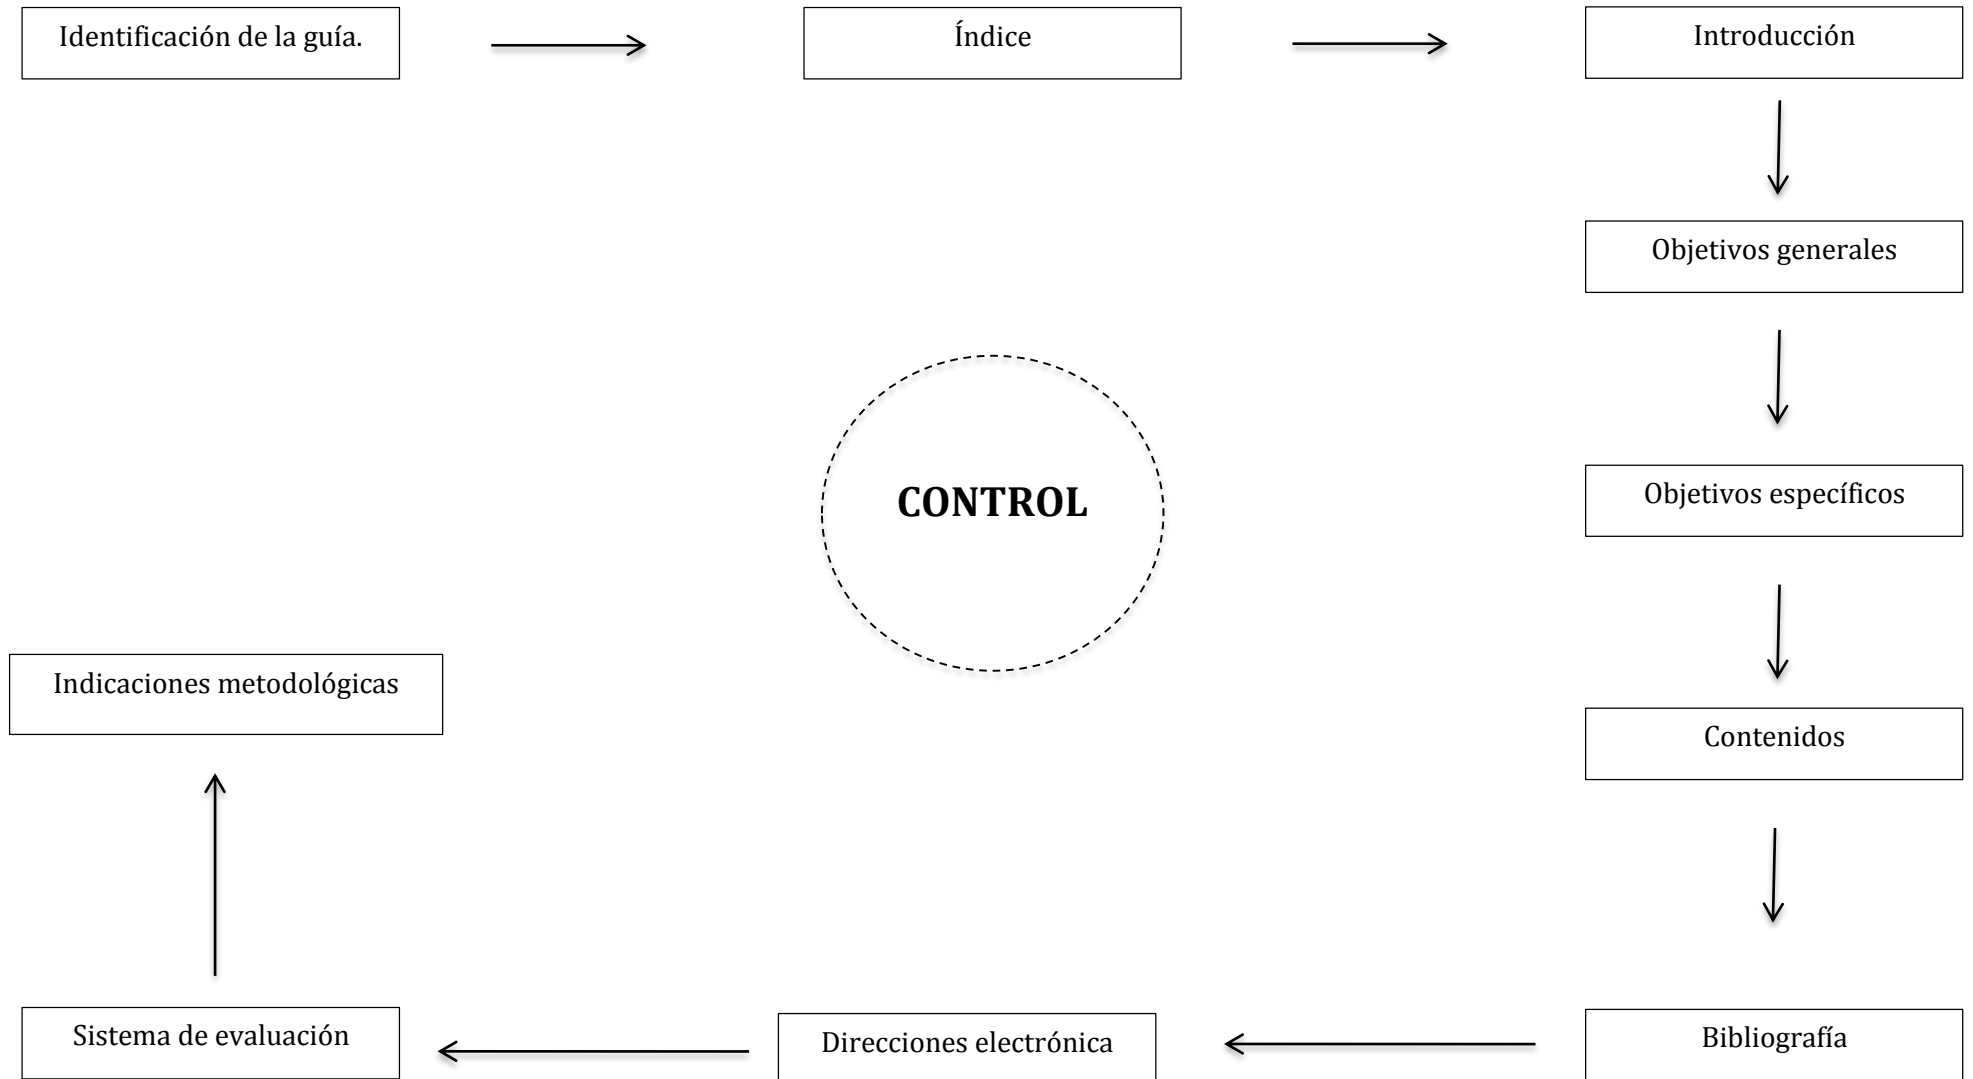 Identificación de la guía.
Índice
Introducción
Objetivos generales
Objetivos específicos
CONTROL
Indicaciones metodológicas
Contenidos
Sistema de evaluación
Direcciones electrónica
Bibliografía